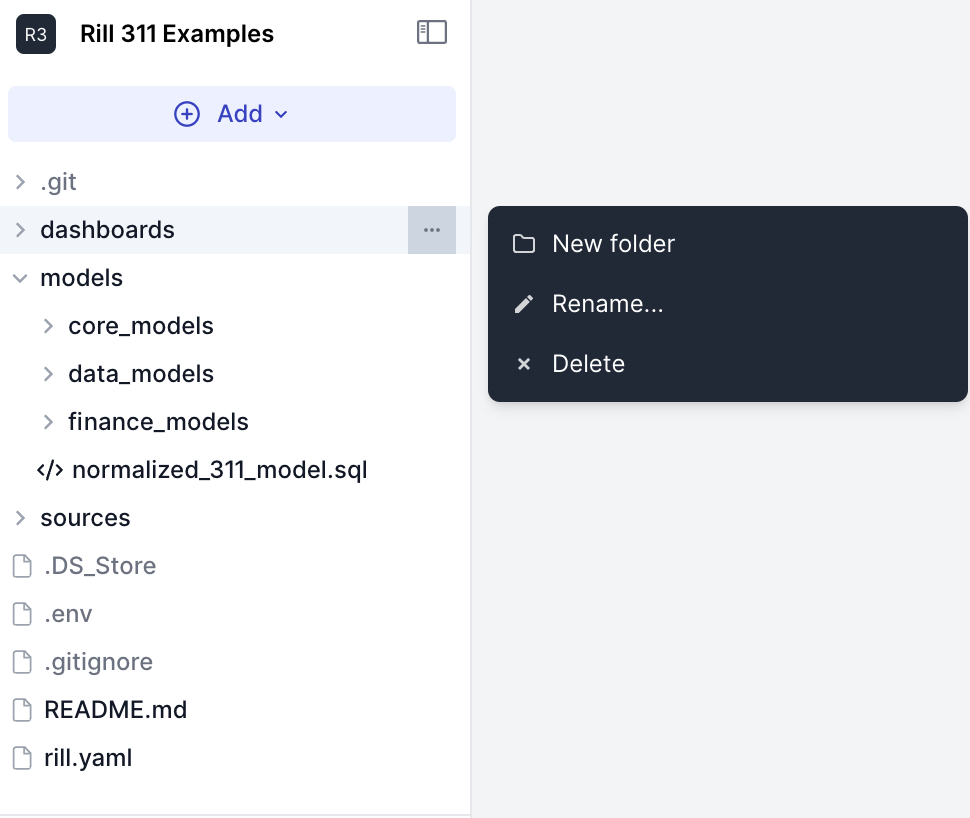 R3 Rill 311 Examples
Add
.git
dashboards
models
core_models
data_models
finance_models
</> normalized_311_model.sql
sources
.DS_Store
.env
.gitignore
README.md
rill.yaml
New folder
Rename...
Delete